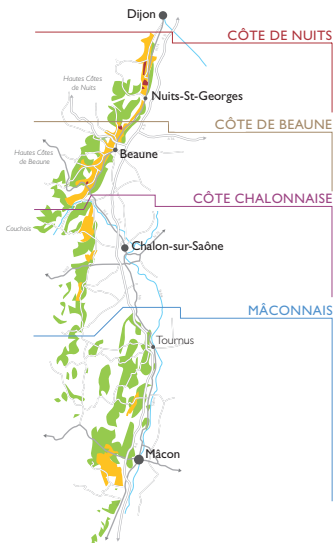 Dijon
CÔTE DE NUITS
Hautes Côtes
de Nuits
Nuits-St-Georges
CÔTE DE BEAUNE
Hautes Côtes
de Beaune
Beaune
CÔTE CHALONNAISE
Couchois
Chalon-sur-Saône
MÂCONNAIS
Tournus
Mâcon